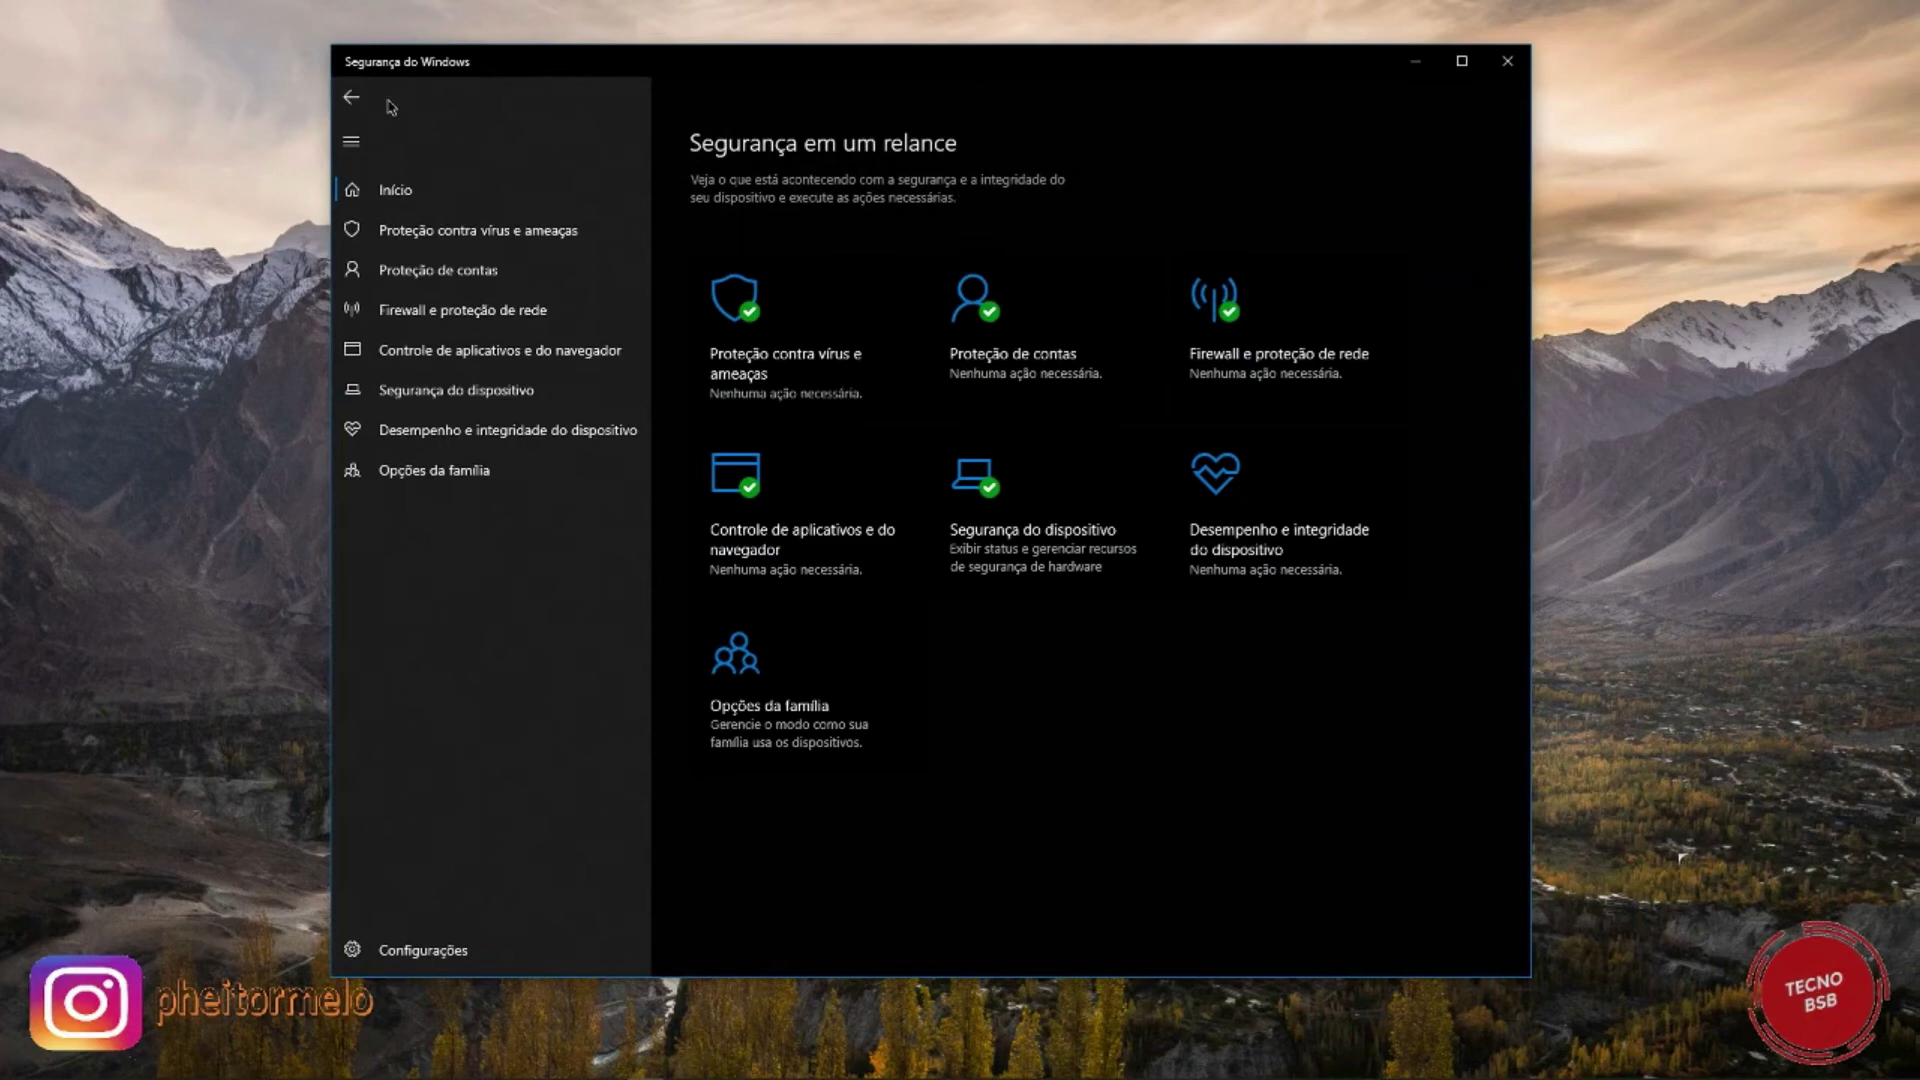 Segurança do Windows
Início
Proteção contra vírus e ameaças
Proteção de contas
Firewall e proteção de rede
Controle de aplicativos e do navegador
Segurança do dispositivo
Desempenho e integridade do dispositivo
Opções da família
Configurações
Segurança em um relance
Veja o que está acontecendo com a segurança e a integridade do
seu dispositivo e execute as ações necessárias.
Proteção contra vírus e
ameaças
Nenhuma ação necessária.
Proteção de contas
Nenhuma ação necessária.
Firewall e proteção de rede
Nenhuma ação necessária.
Controle de aplicativos e do
navegador
Nenhuma ação necessária.
Segurança do dispositivo
Exibir status e gerenciar recursos
de segurança de hardware
Desempenho e integridade
do dispositivo
Nenhuma ação necessária.
Opções da família
Gerencie o modo como sua
família usa os dispositivos.
pheitormelo
TECNO
BSB